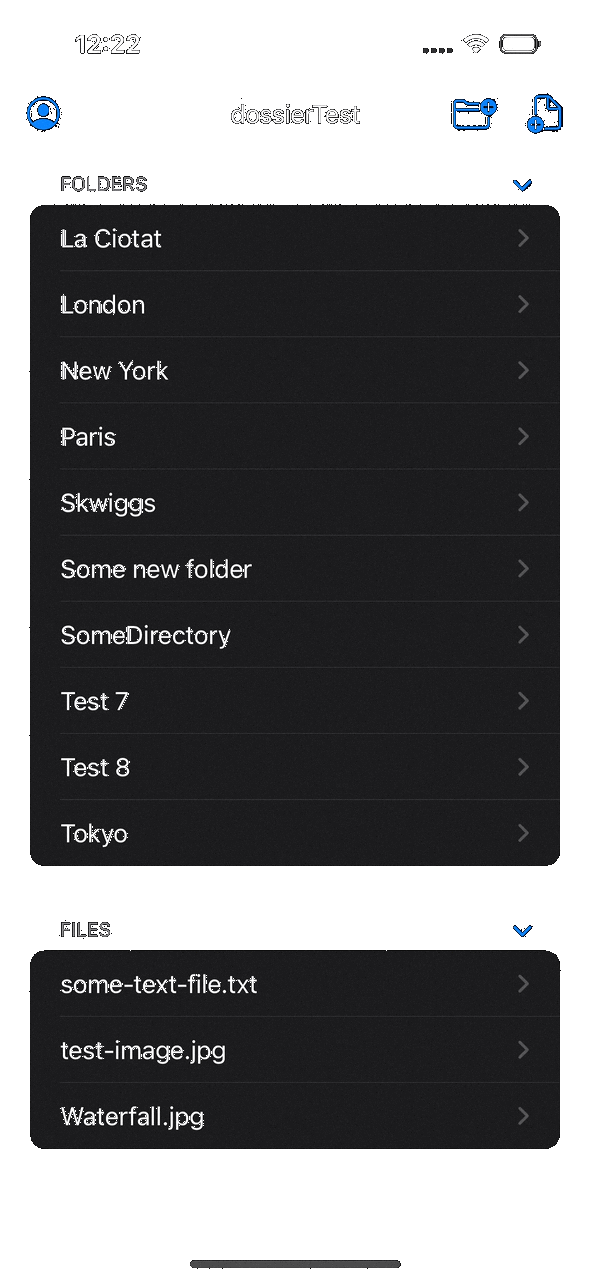 12:22
dossierTest
FOLDERS
La Ciotat
London
New York
Paris
Skwiggs
Some new folder
SomeDirectory
Test 7
Test 8
Tokyo
FILES
some-text-file.txt
test-image.jpg
Waterfall.jpg